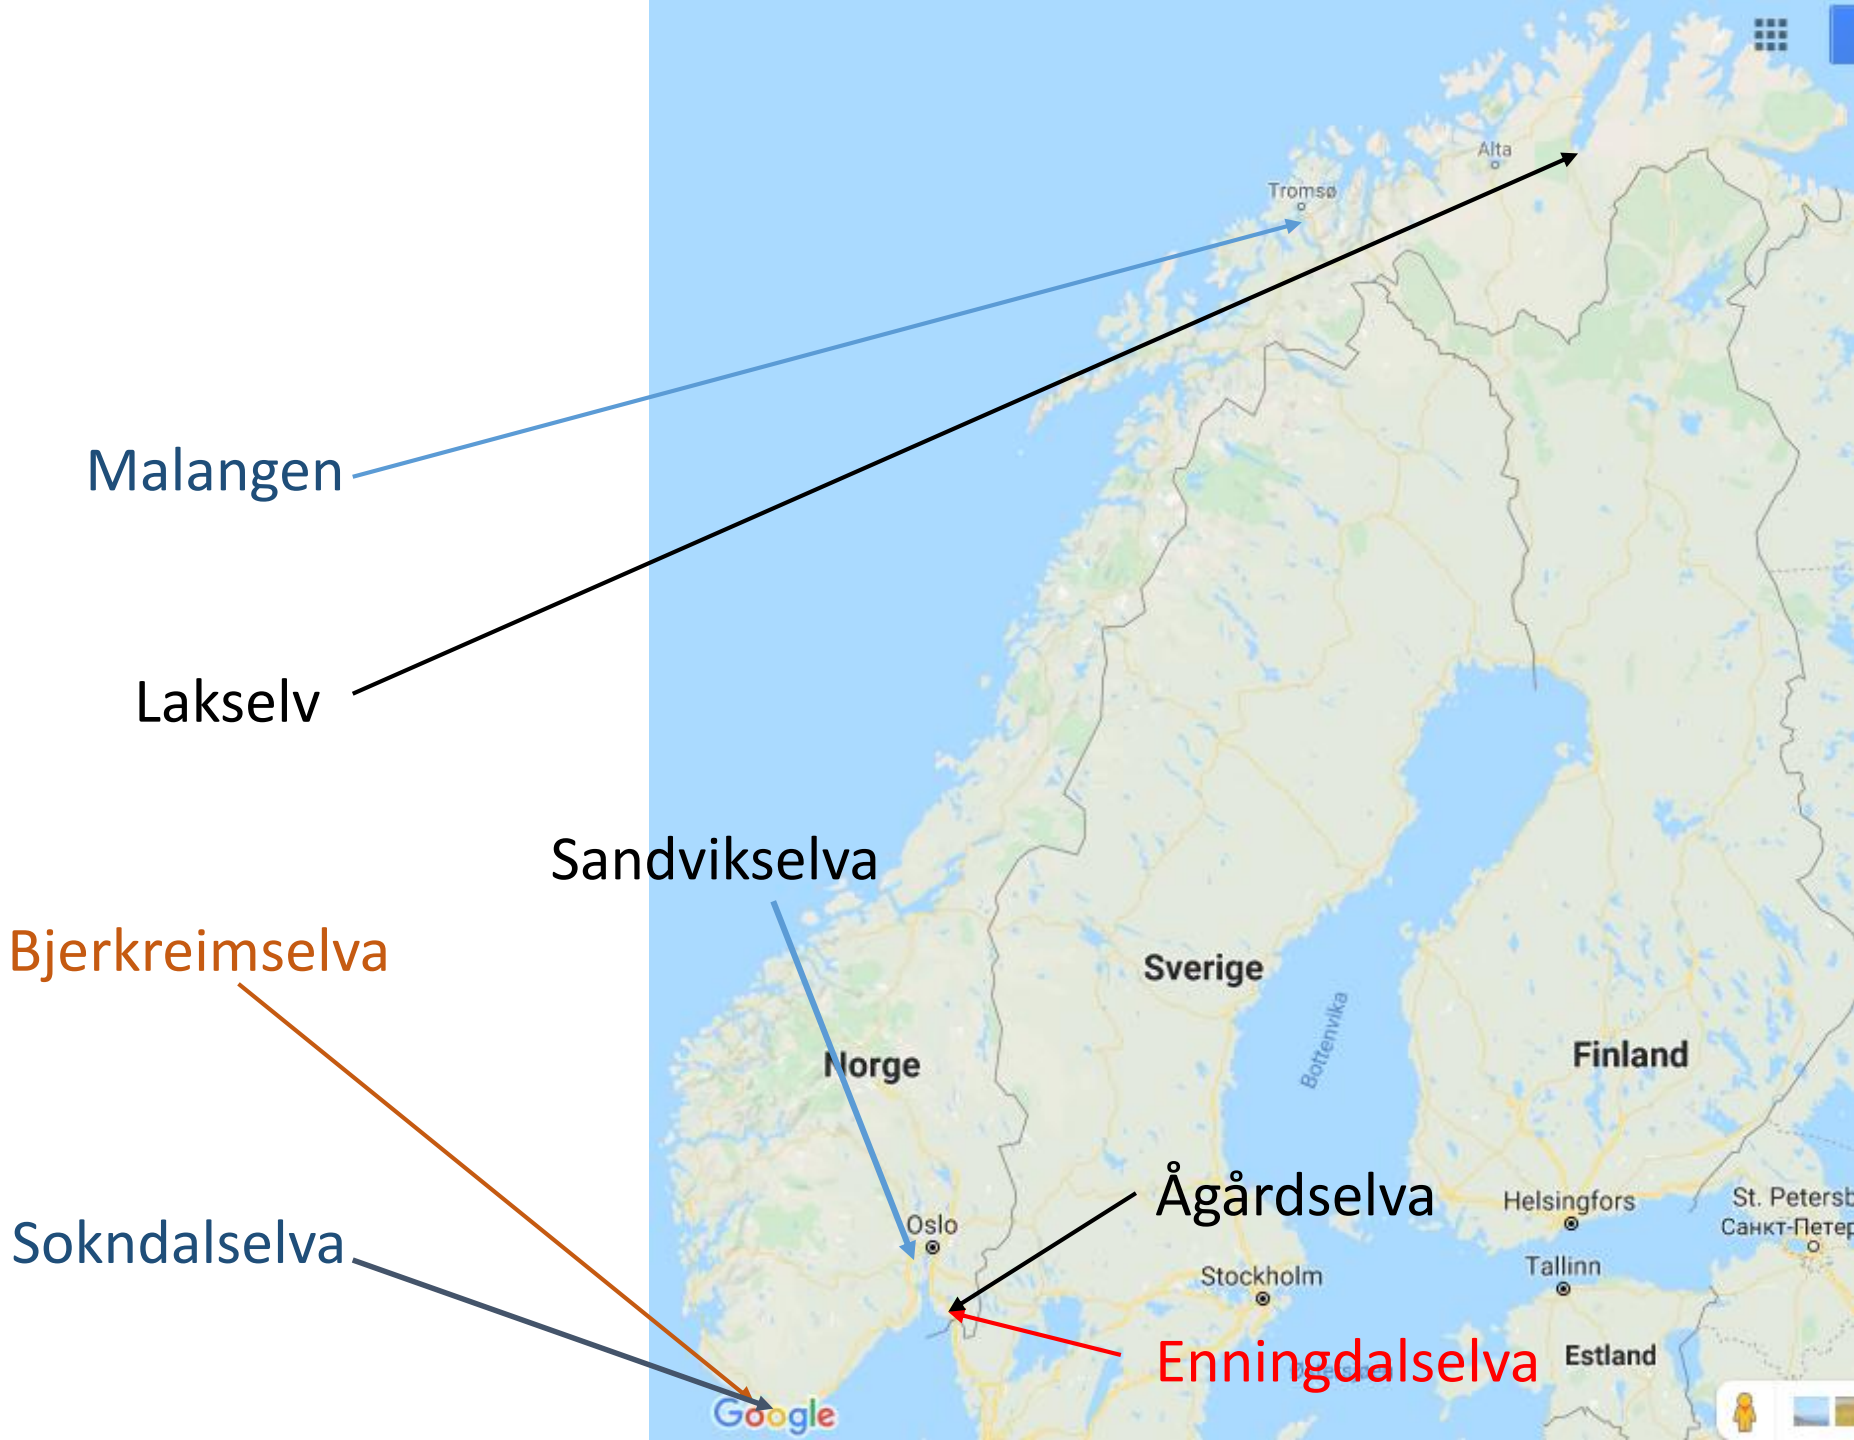 Alta
Tromsø
Malangen
Lakselv
Sandvikselva
Bjerkreimselva
Sverige
Bottenvika
Norge
Finland
Ågårdselva
Sokndalselva
Oslo
Helsingfors
St. Petersb
Санкт-Петер
Stockholm
Tallinn
Enningdalselva
Estland
Google